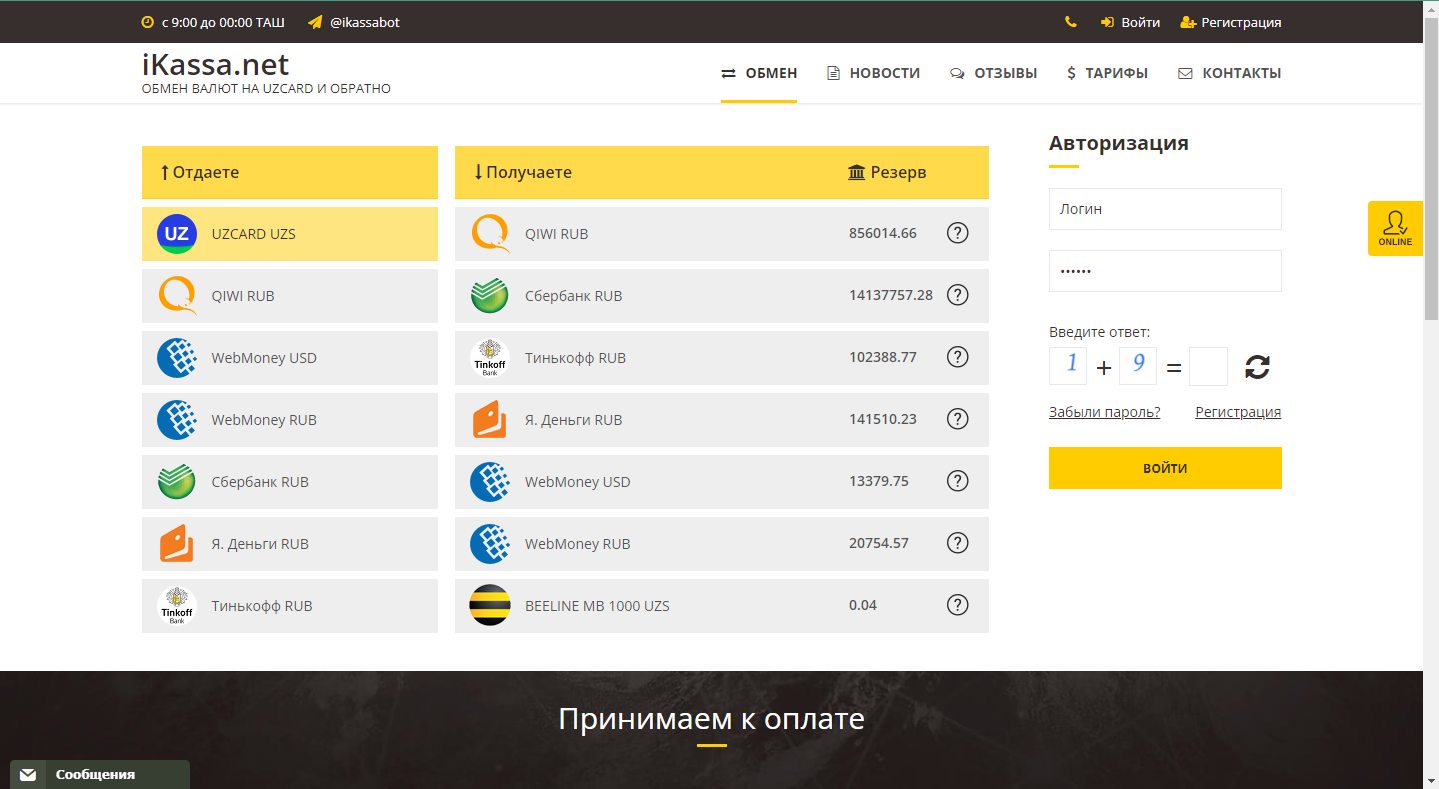 с 9:00 до 00:00 ТАШ @ikassabot Войти Регистрация
iKassa.net
ОБМЕН ВАЛЮТ НА UZCARD И ОБРАТНО
ОБМЕН НОВОСТИ ОТЗЫВЫ $ ТАРИФЫ КОНТАКТЫ
Отдаете
UZ UZCARD UZS
QIWI RUB
WebMoney USD
WebMoney RUB
Сбербанк RUB
Я. Деньги RUB
Tinkoff Bank Тинькофф RUB
Получаете Резерв
QIWI RUB 856014.66 ?
Сбербанк RUB 14137757.28 ?
Tinkoff Bank Тинькофф RUB 102388.77 ?
Я. Деньги RUB 141510.23 ?
WebMoney USD 13379.75 ?
WebMoney RUB 20754.57 ?
BEELINE MB 1000 UZS 0.04 ?
Авторизация
Логин
••••••
Введите ответ:
1 + 9 =
Забыли пароль? Регистрация
ВОЙТИ
ONLINE
Принимаем к оплате
Сообщения